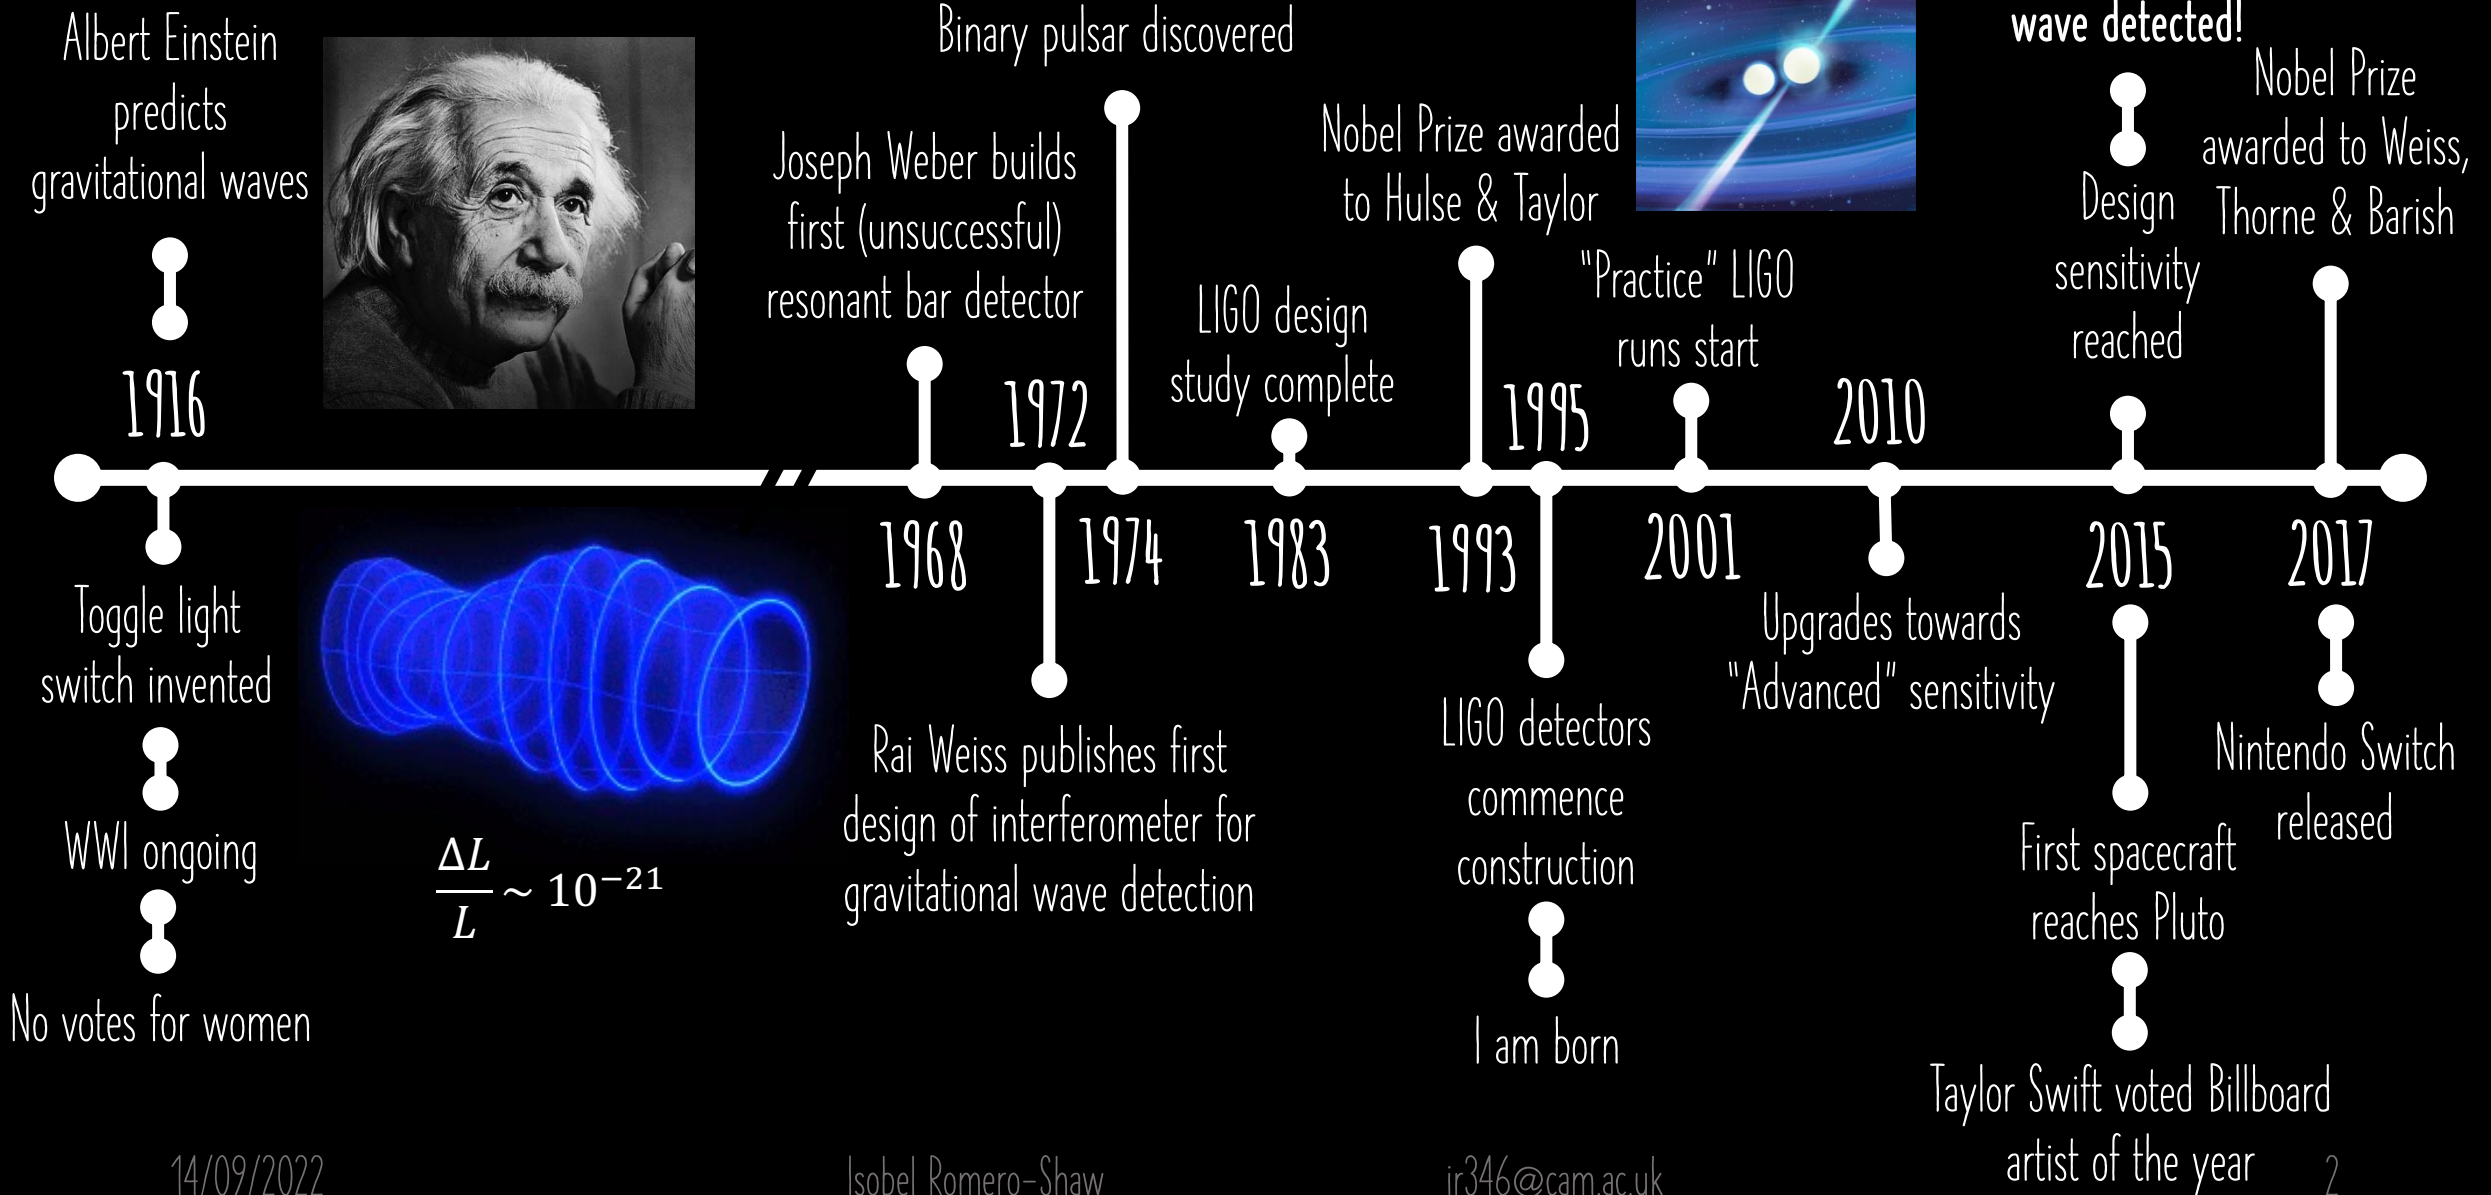 Albert Einstein
predicts
gravitational waves
1916
Toggle light
switch invented
WWI ongoing
No votes for women
ΔL
L
~ 10⁻²¹
Joseph Weber builds
first (unsuccessful)
resonant bar detector
1968
1972
Rai Weiss publishes first
design of interferometer for
gravitational wave detection
Binary pulsar discovered
1974
LIGO design
study complete
1983
Nobel Prize awarded
to Hulse & Taylor
1993
1995
LIGO detectors
commence
construction
I am born
"Practice" LIGO
runs start
2001
2010
Upgrades towards
"Advanced" sensitivity
wave detected!
Design
sensitivity
reached
2015
First spacecraft
reaches Pluto
Taylor Swift voted Billboard
artist of the year
Nobel Prize
awarded to Weiss,
Thorne & Barish
2017
Nintendo Switch
released
14/09/2022
Isobel Romero-Shaw
ir346@cam.ac.uk
2